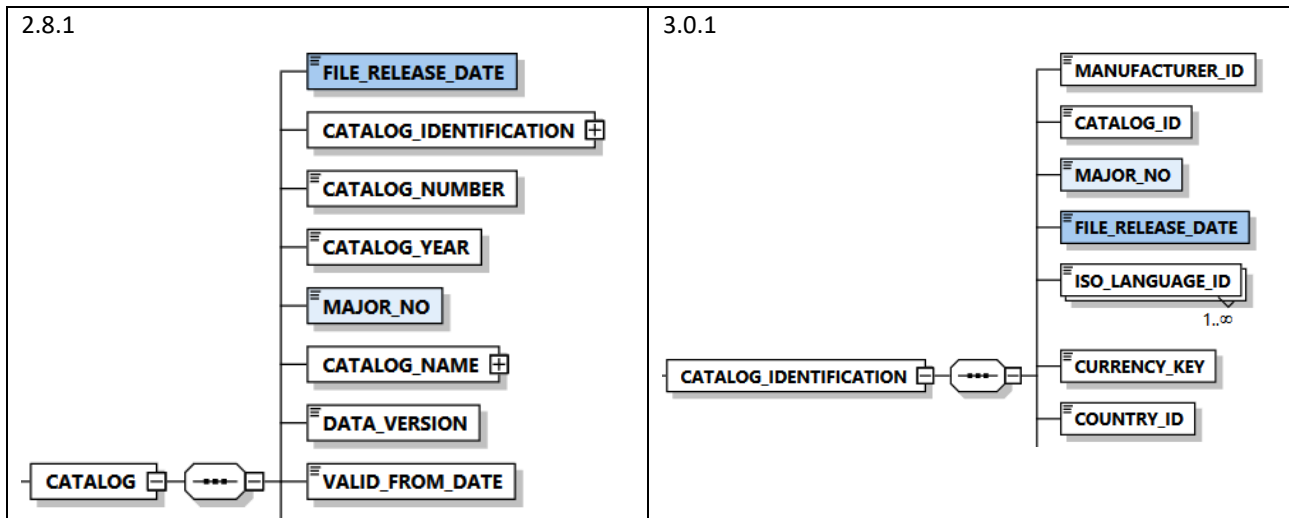 2.8.1
FILE_RELEASE_DATE
CATALOG_IDENTIFICATION
CATALOG_NUMBER
CATALOG_YEAR
MAJOR_NO
CATALOG_NAME
DATA_VERSION
CATALOG
VALID_FROM_DATE
3.0.1
MANUFACTURER_ID
CATALOG_ID
MAJOR_NO
FILE_RELEASE_DATE
ISO_LANGUAGE_ID
1..∞
CATALOG_IDENTIFICATION
CURRENCY_KEY
COUNTRY_ID